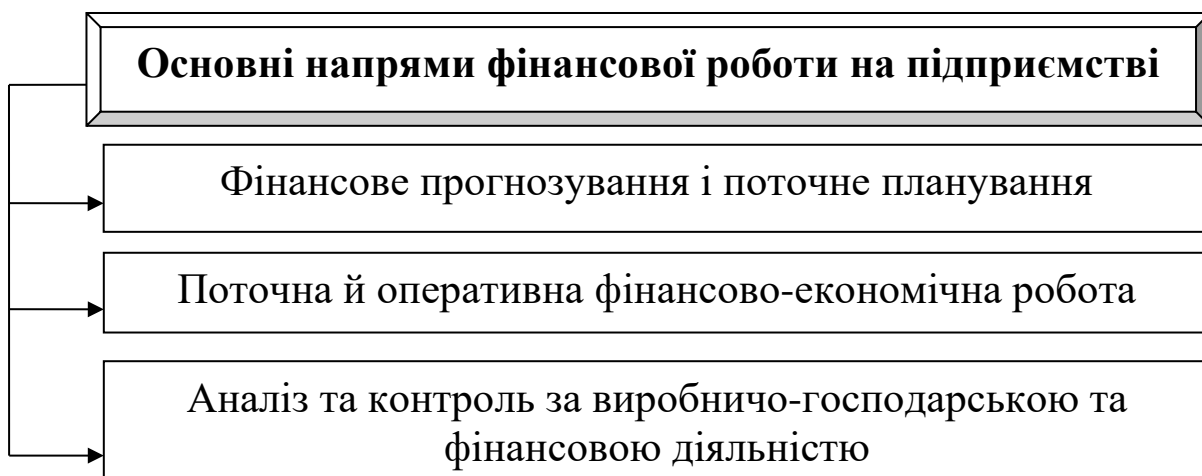 Основні напрями фінансової роботи на підприємстві
Фінансове прогнозування і поточне планування
Поточна й оперативна фінансово-економічна робота
Аналіз та контроль за виробничо-господарською та
фінансовою діяльністю